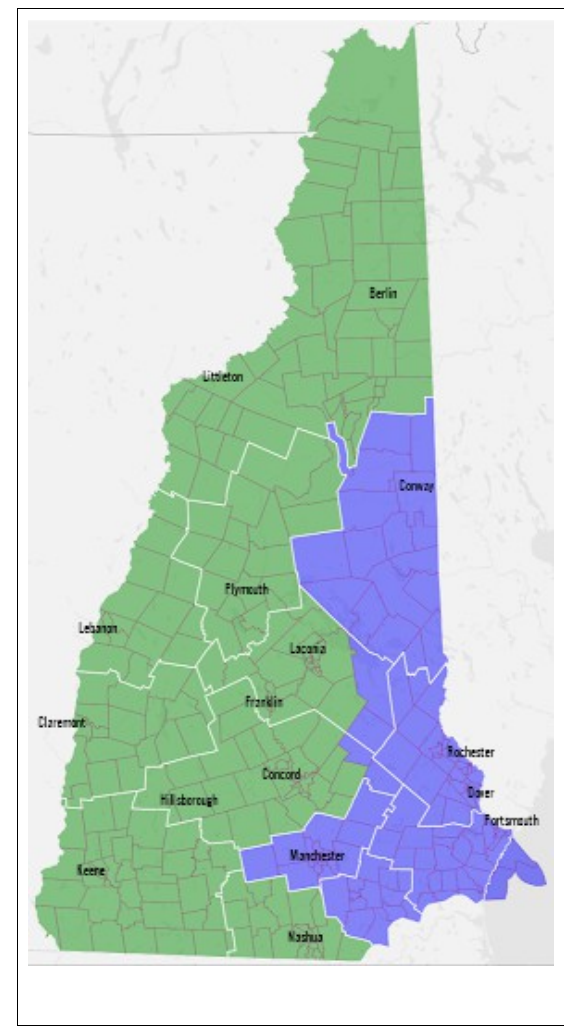 Berlin
Littleton
Conway
Plymouth
Lebanon
Laconia
Franklin
Claremont
Rochester
Concord
Dover
Hillsborough
Portsmouth
Manchester
Keene
Nashua